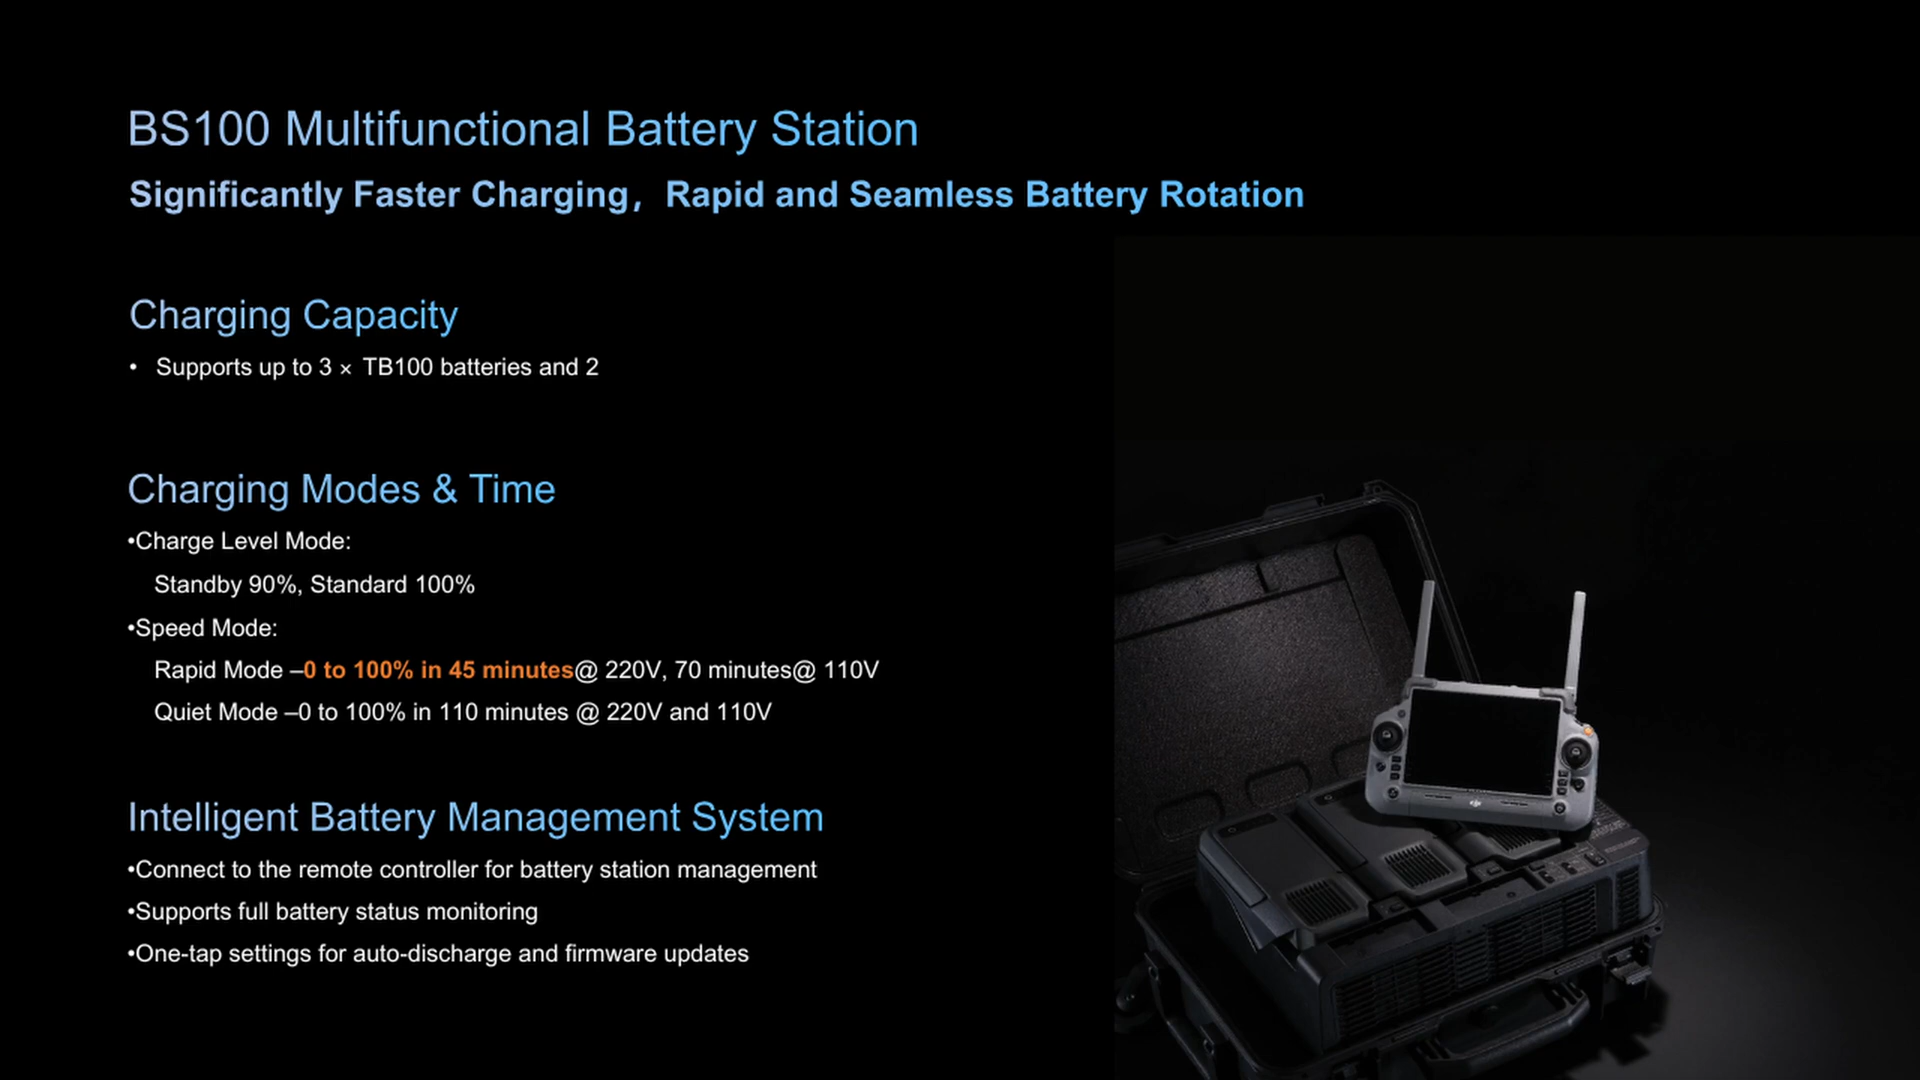 BS100 Multifunctional Battery Station
Significantly Faster Charging，Rapid and Seamless Battery Rotation
Charging Capacity
• Supports up to 3 × TB100 batteries and 2
Charging Modes & Time
•Charge Level Mode:
Standby 90%, Standard 100%
•Speed Mode:
Rapid Mode –0 to 100% in 45 minutes@ 220V, 70 minutes@ 110V
Quiet Mode –0 to 100% in 110 minutes @ 220V and 110V
Intelligent Battery Management System
•Connect to the remote controller for battery station management
•Supports full battery status monitoring
•One-tap settings for auto-discharge and firmware updates